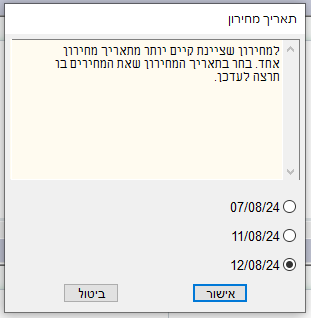 תאריך מחירון
למחירון שציינת קיים יותר מתאריך מחירון
אחד. בחר בתאריך המחירון שאת המחירים בו
תרצה לעדכן.
07/08/24
11/08/24
12/08/24
אישור
ביטול